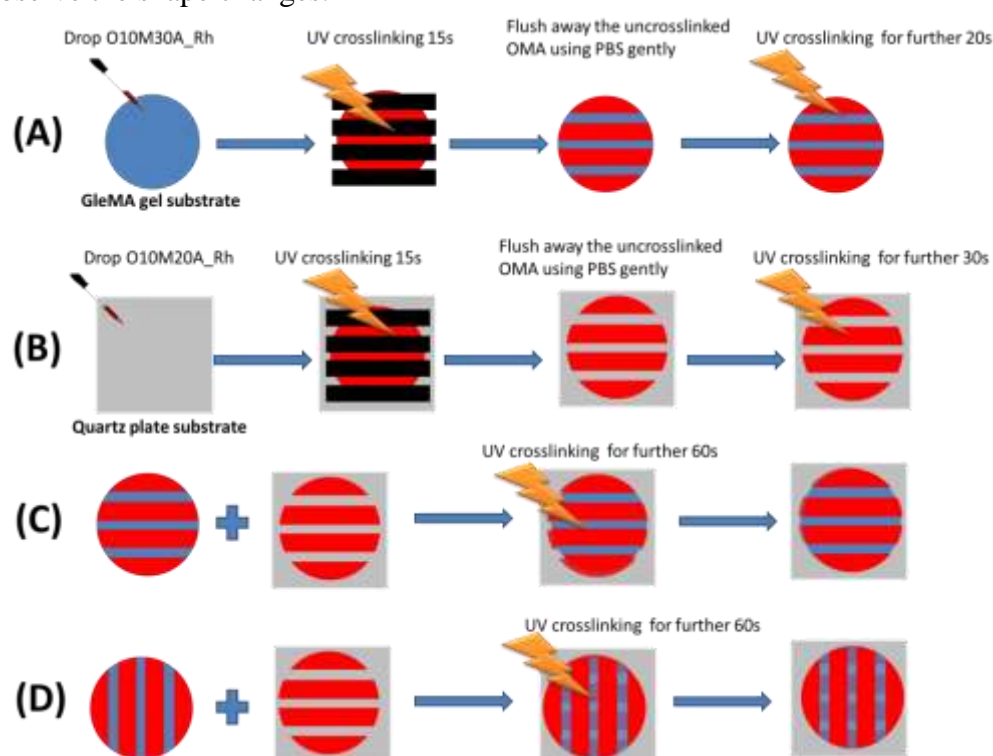 Drop O10M30A_Rh
UV crosslinking 15s
Flush away the uncrosslinked
OMA using PBS gently
UV crosslinking for further 20s
(A)
GleMA gel substrate
Drop O10M20A_Rh
UV crosslinking 15s
Flush away the uncrosslinked
OMA using PBS gently
UV crosslinking for further 30s
(B)
Quartz plate substrate
UV crosslinking for further 60s
(C)
UV crosslinking for further 60s
(D)